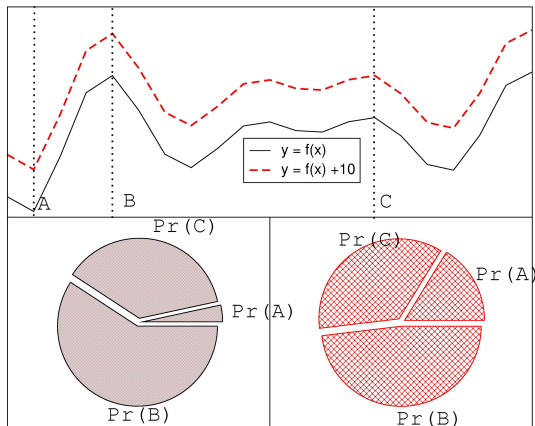 y = f(x)
y = f(x) +10
A
B
C
Pr(C)
Pr(A)
Pr(B)
Pr(C)
Pr(A)
Pr(B)